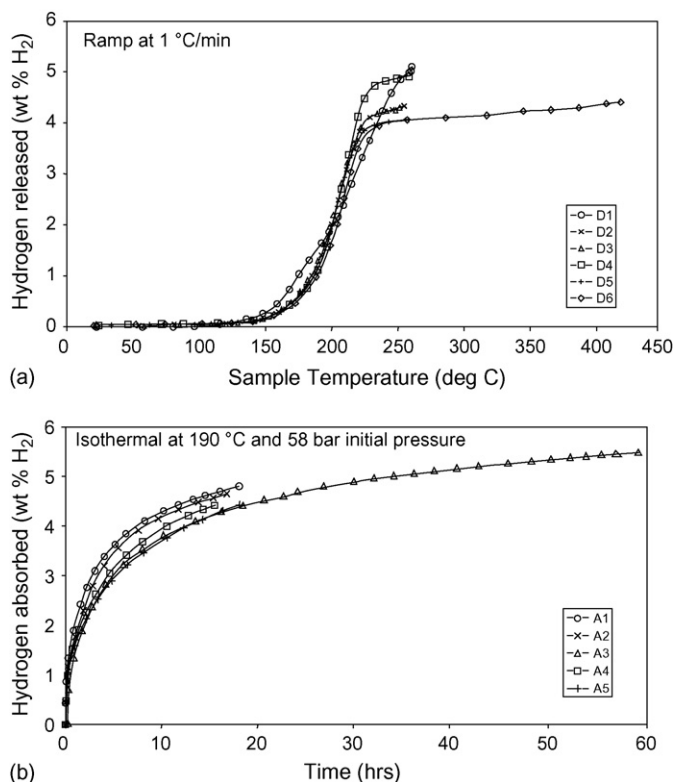 6
Ramp at 1 °C/min
5
4
3
2
1
0
Hydrogen released (wt % H₂)
D1
D2
D3
D4
D5
D6
0 50 100 150 200 250 300 350 400 450
(a) Sample Temperature (deg C)
6
Isothermal at 190 °C and 58 bar initial pressure
5
4
3
2
1
0
Hydrogen absorbed (wt % H₂)
A1
A2
A3
A4
A5
0 10 20 30 40 50 60
(b) Time (hrs)